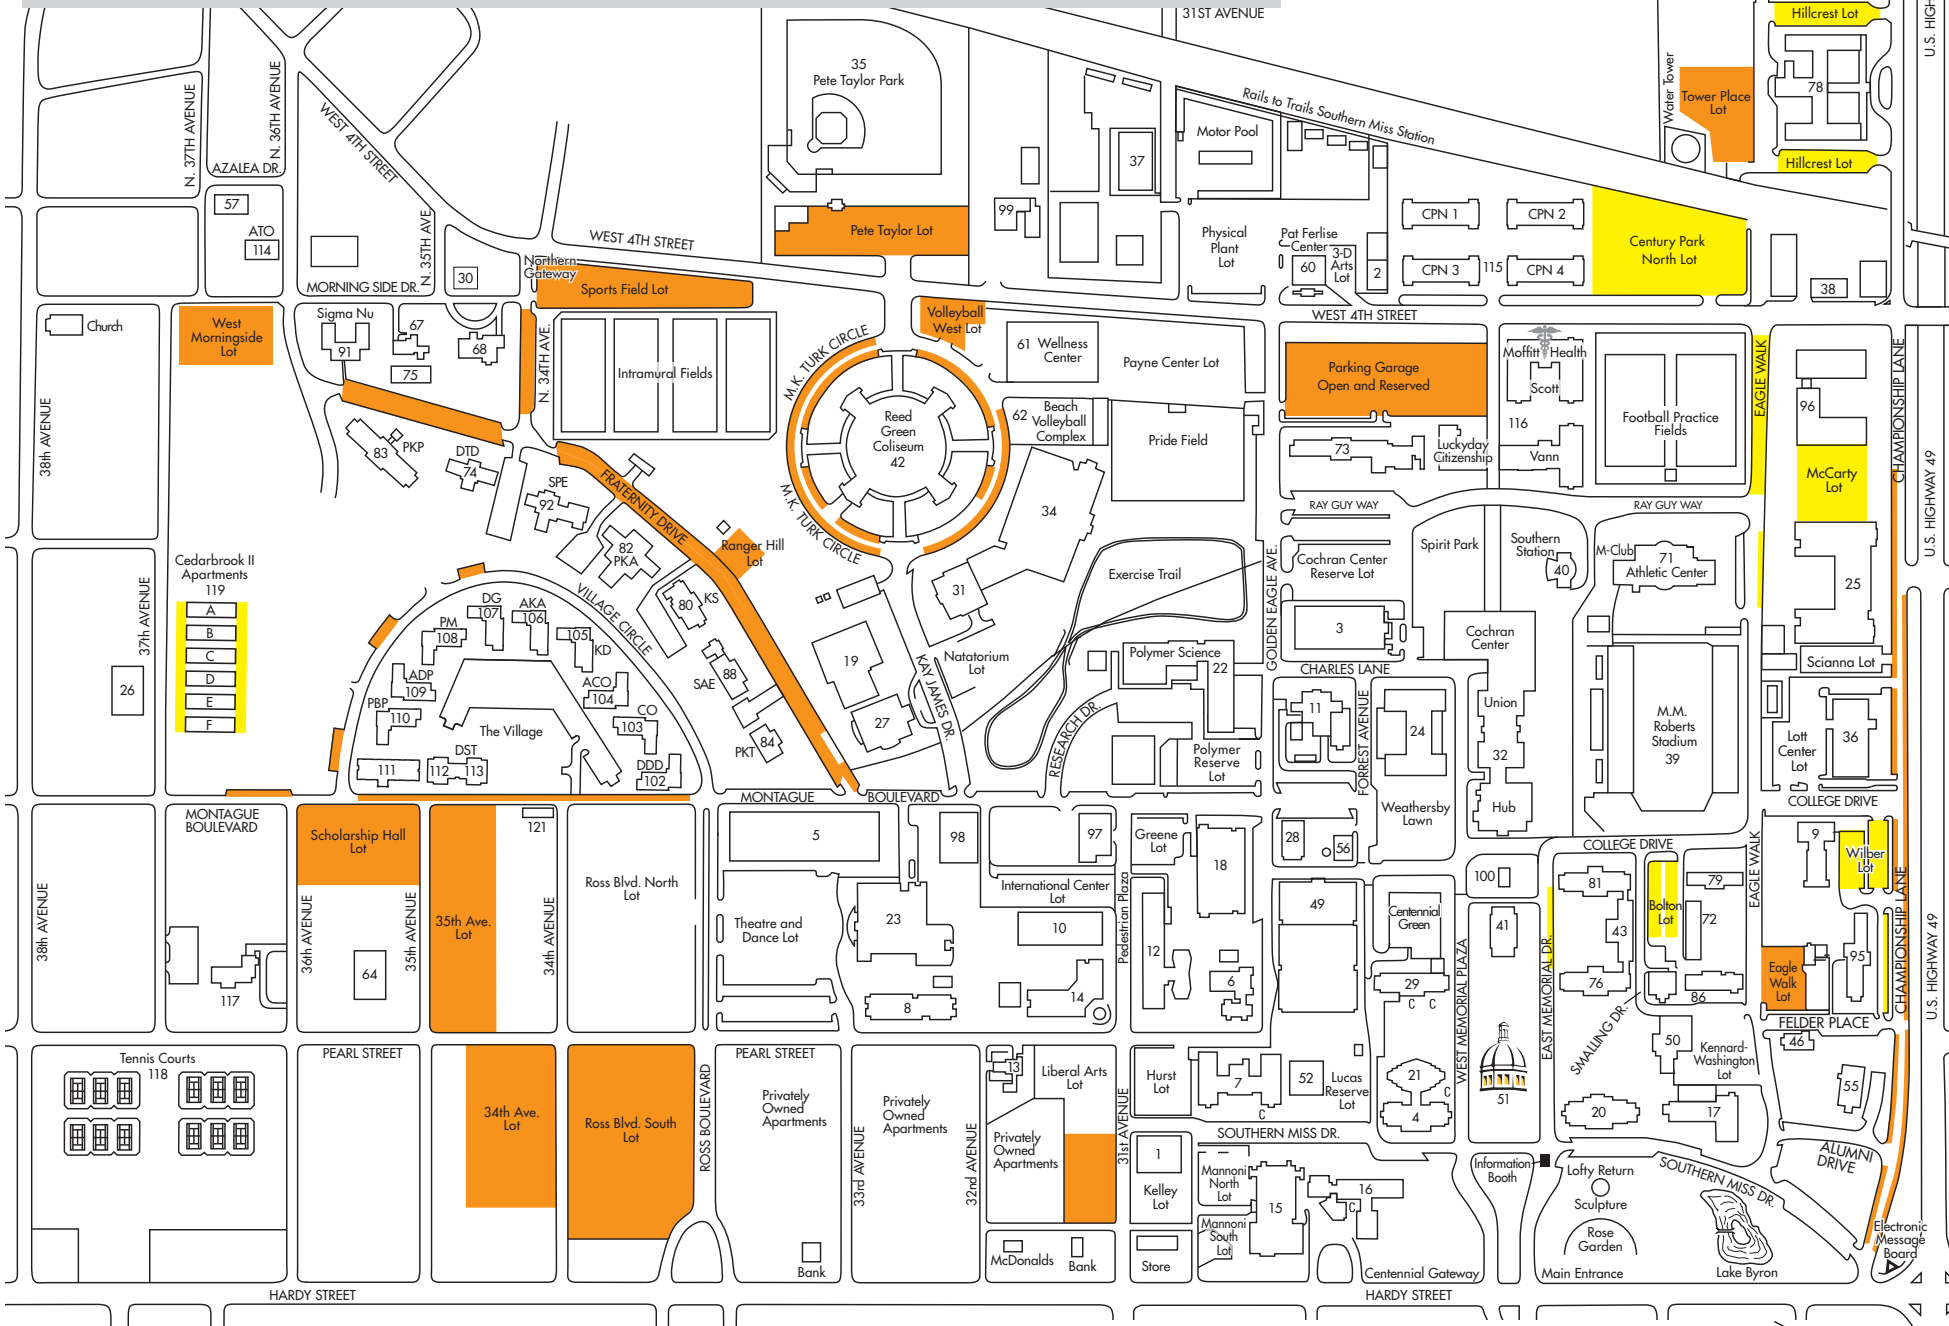 31ST AVENUE
Hillcrest Lot
U.S. HIGH
35
Pete Taylor Park
N. 37TH AVENUE
N. 36TH AVENUE
WEST 4TH STREET
AZALEA DR.
Rails to Trails Southern Miss Station
Motor Pool
37
Water Tower
Tower Place
Lot
78
Hillcrest Lot
57
ATO
114
N. 35TH AVE
30
MORNING SIDE DR.
Northern
Gateway
WEST 4TH STREET
Sports Field Lot
Pete Taylor Lot
99
Physical
Plant
Lot
Pat Ferlise
Center
60
3-D
Arts
Lot
2
CPN 1
CPN 2
CPN 3
115
CPN 4
Century Park
North Lot
38
Church
West
Morningside
Lot
Sigma Nu
91
67
68
75
N. 34TH AVE.
Intramural Fields
M.K. TURK CIRCLE
Reed
Green
Coliseum
42
M.K. TURK CIRCLE
Volleyball
West Lot
61 Wellness
Center
Payne Center Lot
WEST 4TH STREET
Parking Garage
Open and Reserved
Moffitt Health
Scott
116
Vann
Football Practice
Fields
EAGLE WALK
96
McCarty
Lot
CHAMPIONSHIP LANE
U.S. HIGHWAY 49
62
Beach
Volleyball
Complex
Pride Field
73
Luckyday
Citizenship
38th AVENUE
83
PKP
DTD
74
SPE
92
FRATERNITY DRIVE
82
PKA
Ranger Hill
Lot
34
RAY GUY WAY
RAY GUY WAY
Cochran Center
Reserve Lot
Spirit Park
Southern
Station
40
M-Club
71
Athletic Center
25
Cedarbrook II
Apartments
119
A
B
C
D
E
F
37th AVENUE
26
VILLAGE CIRCLE
DG
107
AKA
106
PM
108
105
KD
ADP
109
ACO
104
PBP
110
CO
103
The Village
DST
111
112
113
DDD
102
80
KS
SAE
88
PKT
84
19
27
31
KAY JAMES DR.
Natatorium
Lot
Exercise Trail
GOLDEN EAGLE AVE.
3
CHARLES LANE
Cochran
Center
Union
32
Hub
Polymer Science
22
RESEARCH DR.
Polymer
Reserve
Lot
11
FORREST AVENUE
24
Weathersby
Lawn
M.M.
Roberts
Stadium
39
Scianna Lot
Lott
Center
Lot
36
COLLEGE DRIVE
MONTAGUE
BOULEVARD
MONTAGUE
BOULEVARD
Scholarship Hall
Lot
35th Ave.
Lot
121
Ross Blvd. North
Lot
5
98
97
Greene
Lot
18
28
56
COLLEGE DRIVE
EAGLE WALK
9
Wilber
Lot
38th AVENUE
36th AVENUE
35th AVENUE
34th AVENUE
64
117
Theatre and
Dance Lot
23
8
International Center
Lot
10
14
Pedestrian Plaza
12
6
49
Centennial
Green
29
C C
WEST MEMORIAL PLAZA
100
41
EAST MEMORIAL DR.
81
43
76
Bolton
Lot
79
72
86
Eagle
Walk
Lot
95
CHAMPIONSHIP LANE
U.S. HIGHWAY 49
FELDER PLACE
SMALLING DR.
Tennis Courts
118
PEARL STREET
34th Ave.
Lot
Ross Blvd. South
Lot
ROSS BOULEVARD
PEARL STREET
Privately
Owned
Apartments
33rd AVENUE
Privately
Owned
Apartments
32nd AVENUE
13
Liberal Arts
Lot
Privately
Owned
Apartments
31st AVENUE
Hurst
Lot
7
C
52
Lucas
Reserve
Lot
21
C
4
51
50
Kennard-
Washington
Lot
46
20
17
55
SOUTHERN MISS DR.
1
Kelley
Lot
Mannoni
North
Lot
Mannoni
South
Lot
15
16
C
Information
Booth
Lofty Return
Sculpture
Rose
Garden
SOUTHERN MISS DR.
ALUMNI
DRIVE
Lake Byron
Electronic
Message
Board
Bank
McDonalds
Bank
Store
Centennial Gateway
Main Entrance
HARDY STREET
HARDY STREET